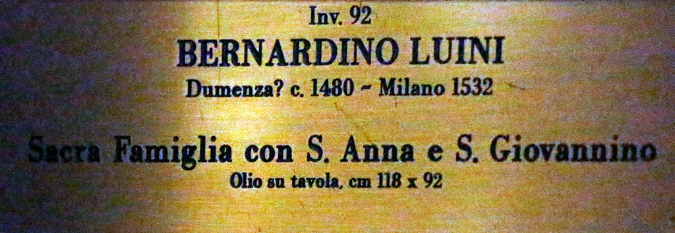 Inv. 92
BERNARDINO LUINI
Dumenza? c. 1480 ~ Milano 1532
Sacra Famiglia con S. Anna e S. Giovannino
Olio su tavola, cm 118 x 92